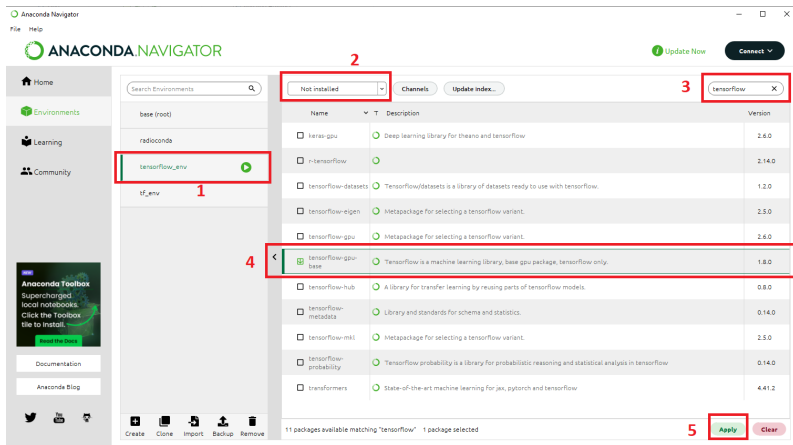 Anaconda Navigator
File Help
ANACONDA.NAVIGATOR
i Update Now
Connect
Home
Environments
Learning
Community
NEW
Anaconda Toolbox
Supercharged
local notebooks.
Click the Toolbox
tile to Install.
Read the Docs
Documentation
Anaconda Blog
You Tube
Search Environments
base (root)
radioconda
tensorflow_env
1
tf_env
Create Clone Import Backup Remove
2
Not installed
Channels
Update index...
3
tensorflow X
Name T Description Version
keras-gpu Deep learning library for theano and tensorflow 2.6.0
r-tensorflow 2.14.0
tensorflow-datasets Tensorflow/datasets is a library of datasets ready to use with tensorflow. 1.2.0
tensorflow-eigen Metapackage for selecting a tensorflow variant. 2.5.0
tensorflow-gpu Metapackage for selecting a tensorflow variant. 2.6.0
4
tensorflow-gpu-
base Tensorflow is a machine learning library, base gpu package, tensorflow only. 1.8.0
tensorflow-hub A library for transfer learning by reusing parts of tensorflow models. 0.8.0
tensorflow-
metadata Library and standards for schema and statistics. 0.14.0
tensorflow-mkl Metapackage for selecting a tensorflow variant. 2.5.0
tensorflow-
probability Tensorflow probability is a library for probabilistic reasoning and statistical analysis in tensorflow 0.14.0
transformers State-of-the-art machine learning for jax, pytorch and tensorflow 4.41.2
11 packages available matching "tensorflow" 1 package selected
5
Apply
Clear